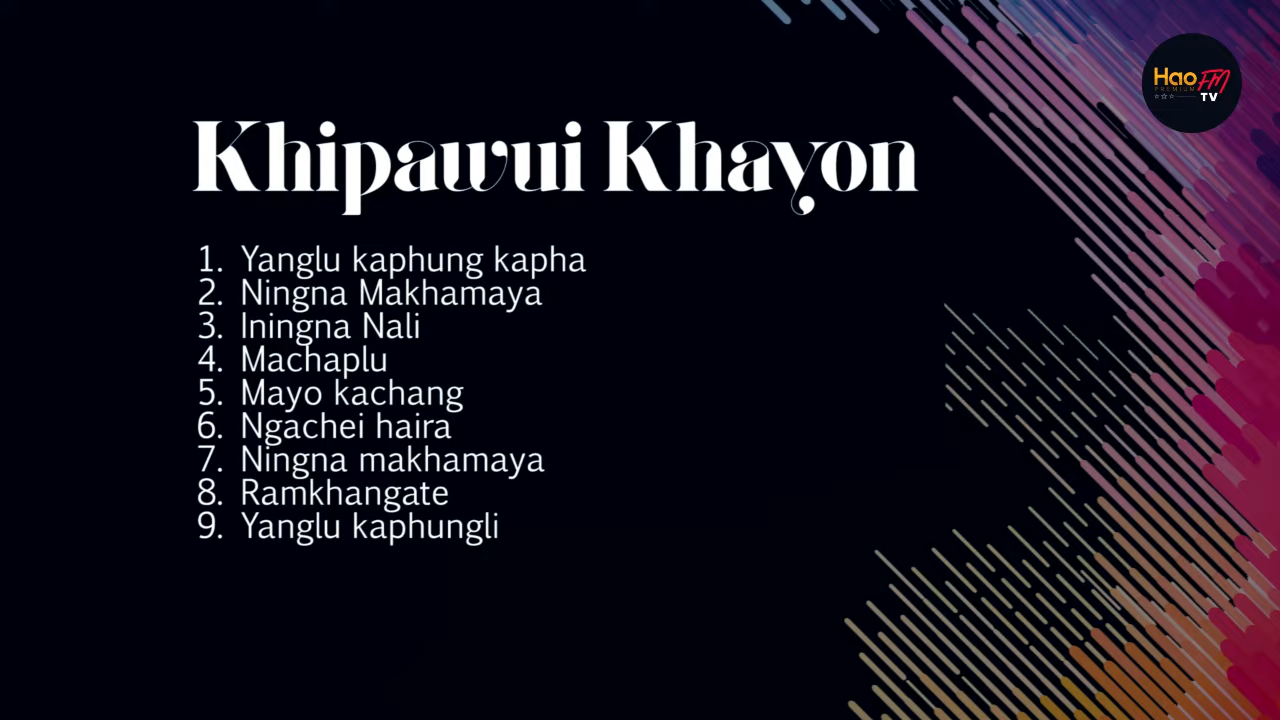 Hao FM
PREMIUM
TV
Khipawui Khayon
1. Yanglu kaphung kapha
2. Ningna Makhamaya
3. Iningna Nali
4. Machaplu
5. Mayo kachang
6. Ngachei haira
7. Ningna makhamaya
8. Ramkhangate
9. Yanglu kaphungli